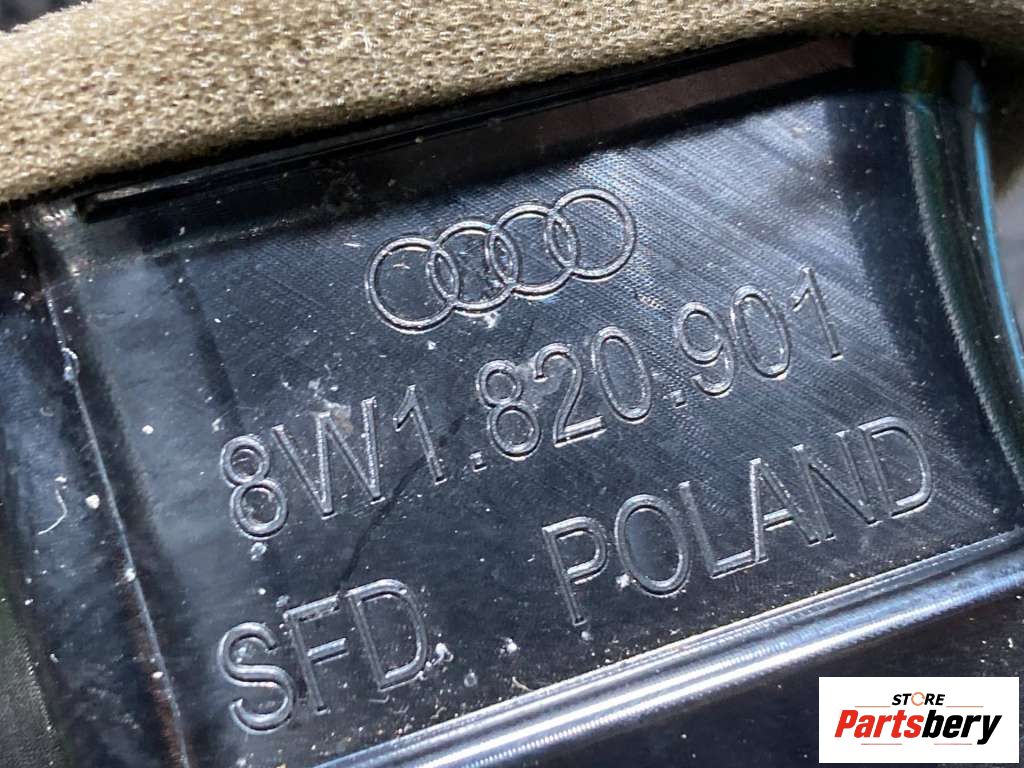 8W1.820.901
SFD POLAND
STORE
Partsbery